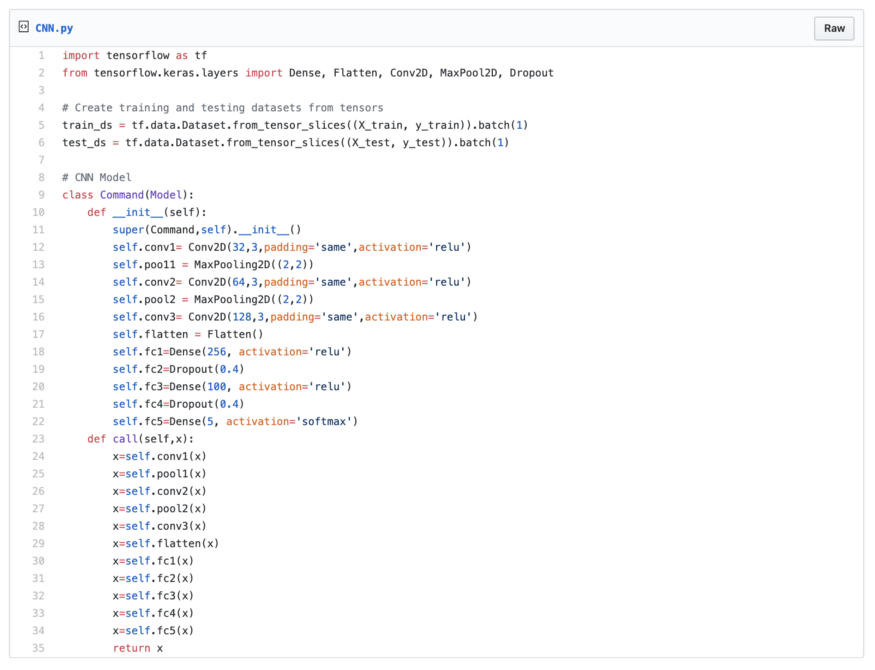 CNN.py
Raw
1 import tensorflow as tf
2 from tensorflow.keras.layers import Dense, Flatten, Conv2D, MaxPool2D, Dropout
3
4 # Create training and testing datasets from tensors
5 train_ds = tf.data.Dataset.from_tensor_slices((X_train, y_train)).batch(1)
6 test_ds = tf.data.Dataset.from_tensor_slices((X_test, y_test)).batch(1)
7
8 # CNN Model
9 class Command(Model):
10     def __init__(self):
11         super(Command,self).__init__()
12         self.conv1= Conv2D(32,3,padding='same',activation='relu')
13         self.poo11 = MaxPooling2D((2,2))
14         self.conv2= Conv2D(64,3,padding='same',activation='relu')
15         self.pool2 = MaxPooling2D((2,2))
16         self.conv3= Conv2D(128,3,padding='same',activation='relu')
17         self.flatten = Flatten()
18         self.fc1=Dense(256, activation='relu')
19         self.fc2=Dropout(0.4)
20         self.fc3=Dense(100, activation='relu')
21         self.fc4=Dropout(0.4)
22         self.fc5=Dense(5, activation='softmax')
23     def call(self,x):
24         x=self.conv1(x)
25         x=self.pool1(x)
26         x=self.conv2(x)
27         x=self.pool2(x)
28         x=self.conv3(x)
29         x=self.flatten(x)
30         x=self.fc1(x)
31         x=self.fc2(x)
32         x=self.fc3(x)
33         x=self.fc4(x)
34         x=self.fc5(x)
35         return x